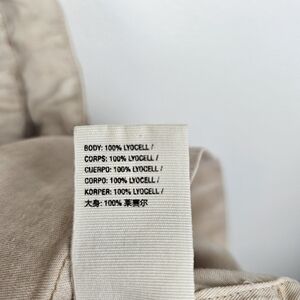 BODY: 100% LYOCELL /
CORPS: 100% LYOCELL /
CUERPO: 100% LYOCELL /
CORPO: 100% LYOCELL /
KÖRPER: 100% LYOCELL /
大身: 100% 莱赛尔